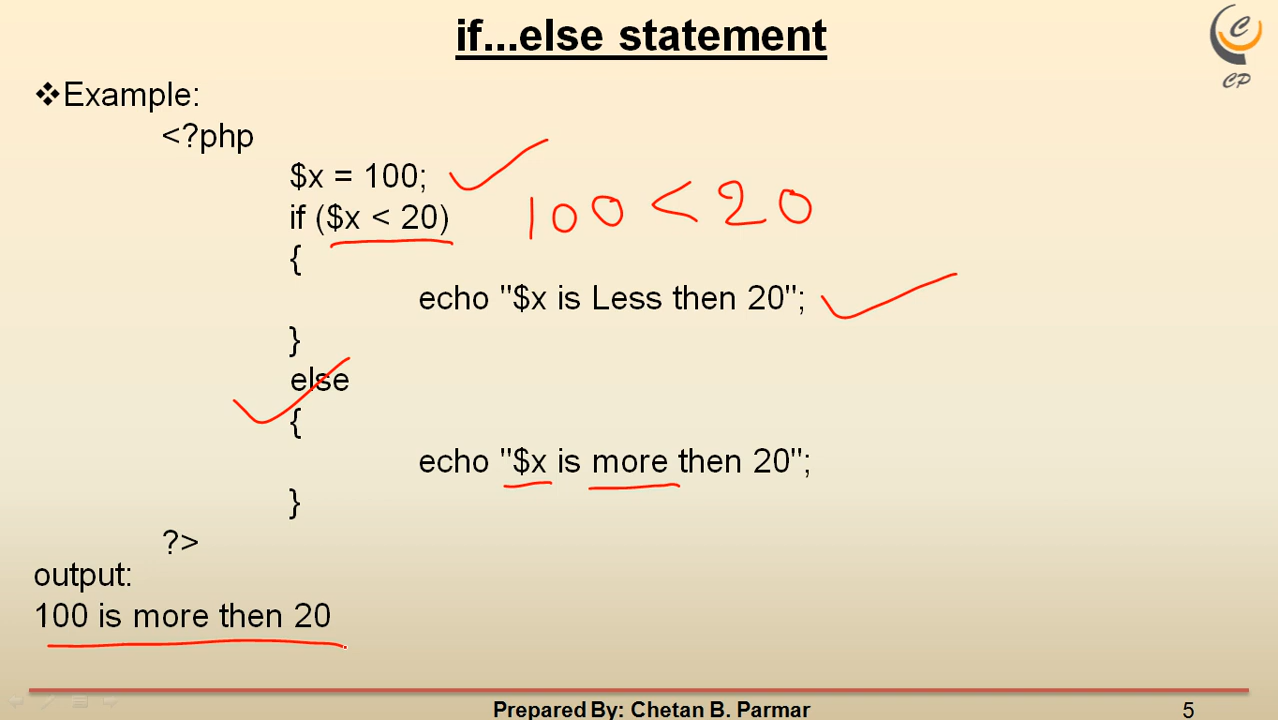 if...else statement
C
CP
❖Example:
<?php
$x = 100;
if ($x < 20)
100 < 20
{
echo "$x is Less then 20";
}
else
{
echo "$x is more then 20";
}
?>
output:
100 is more then 20
Prepared By: Chetan B. Parmar
5